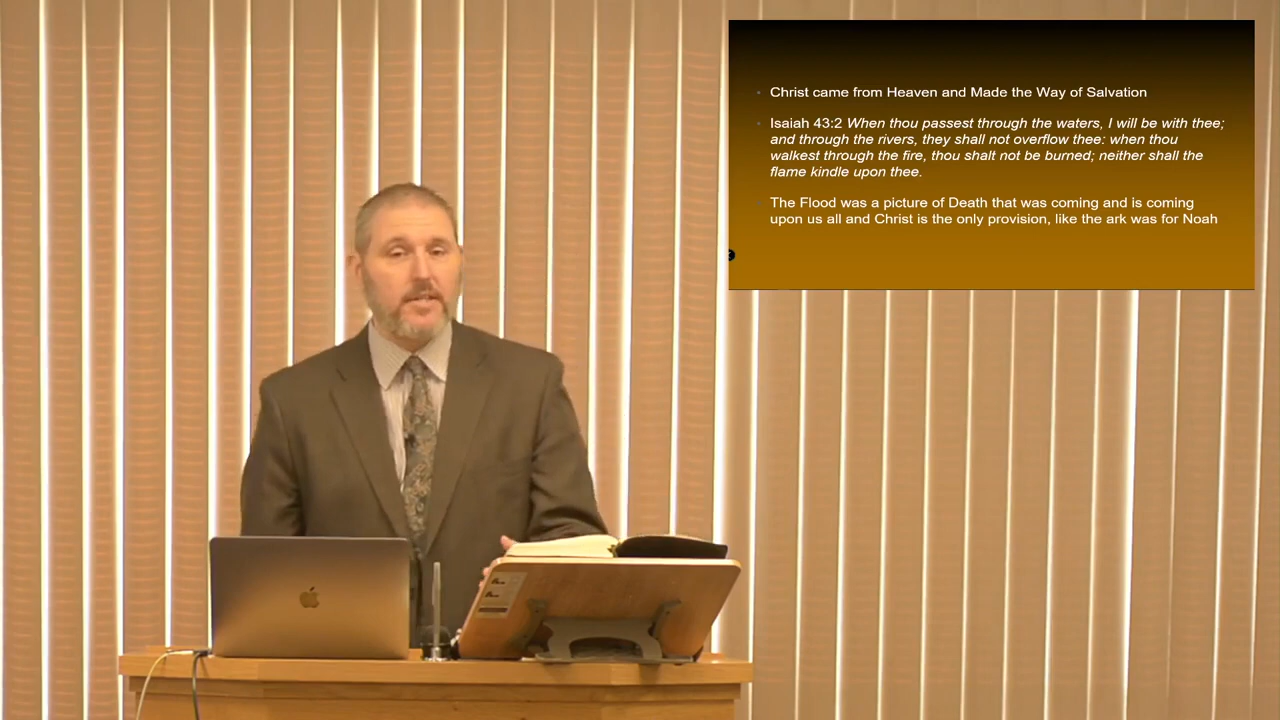 Christ came from Heaven and Made the Way of Salvation
Isaiah 43:2 When thou passest through the waters, I will be with thee;
and through the rivers, they shall not overflow thee: when thou
walkest through the fire, thou shalt not be burned; neither shall the
flame kindle upon thee.
The Flood was a picture of Death that was coming and is coming
upon us all and Christ is the only provision, like the ark was for Noah